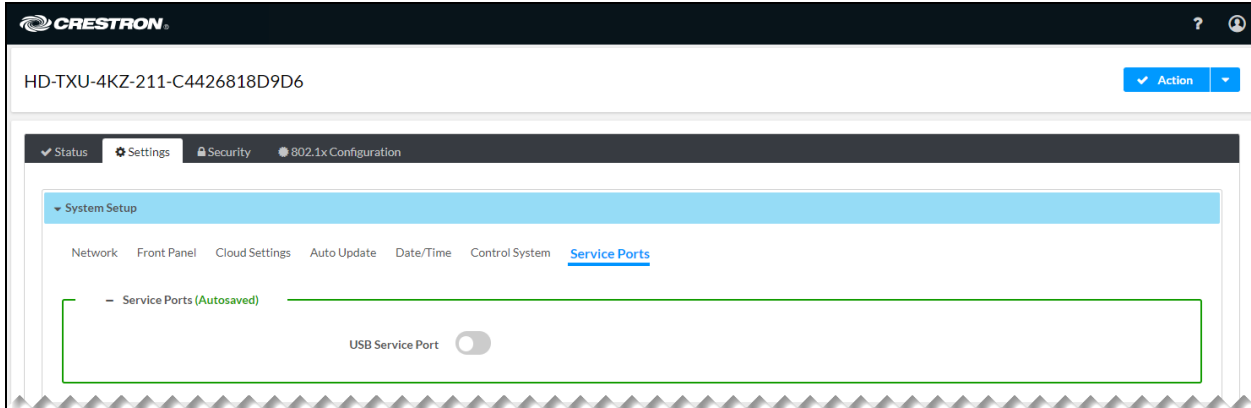 CRESTRON®
?
HD-TXU-4KZ-211-C4426818D9D6
Action
Status Settings Security 802.1x Configuration
System Setup
Network Front Panel Cloud Settings Auto Update Date/Time Control System Service Ports
– Service Ports (Autosaved)
USB Service Port